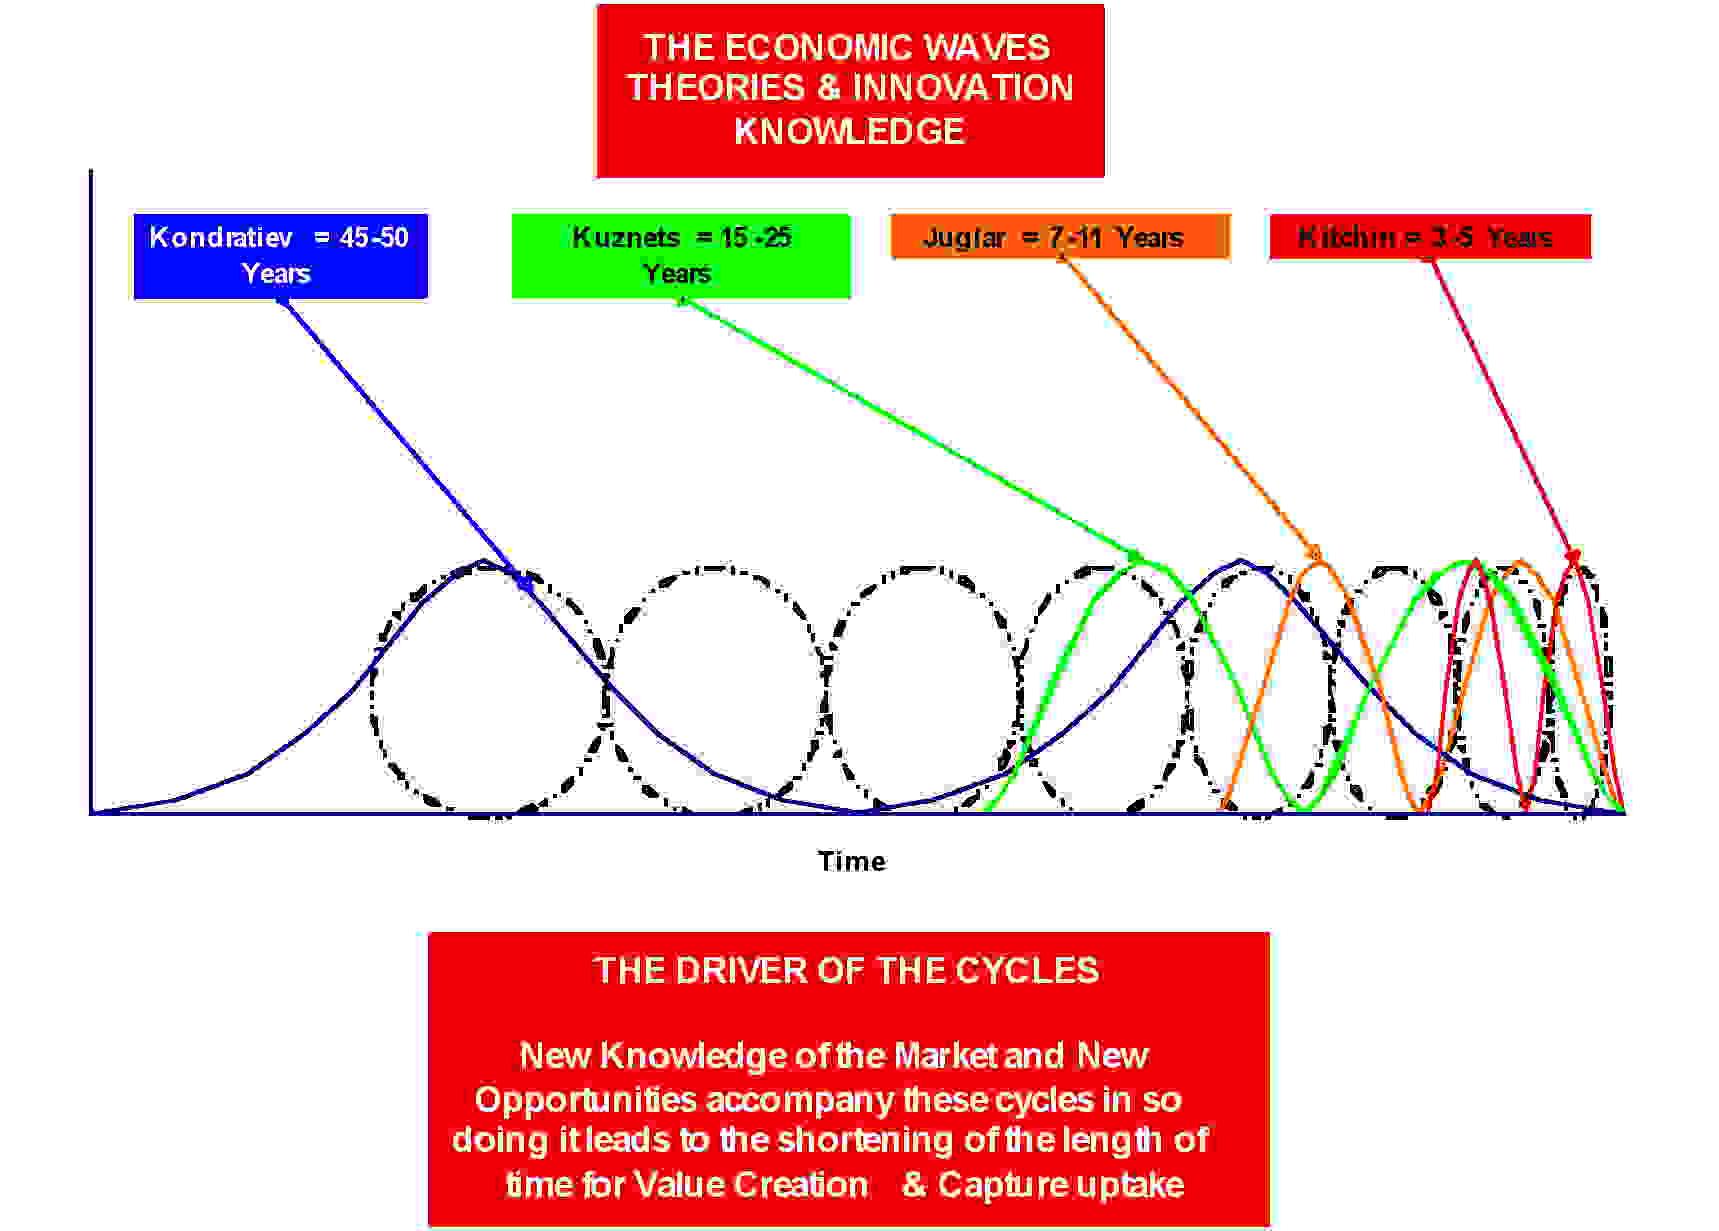 THE ECONOMIC WAVES
THEORIES & INNOVATION
KNOWLEDGE
Kondratiev = 45-50
Years
Kuznets = 15-25
Years
Juglar = 7-11 Years
Kitchin = 3-5 Years
Time
THE DRIVER OF THE CYCLES
New Knowledge of the Market and New
Opportunities accompany these cycles in so
doing it leads to the shortening of the length of
time for Value Creation & Capture uptake